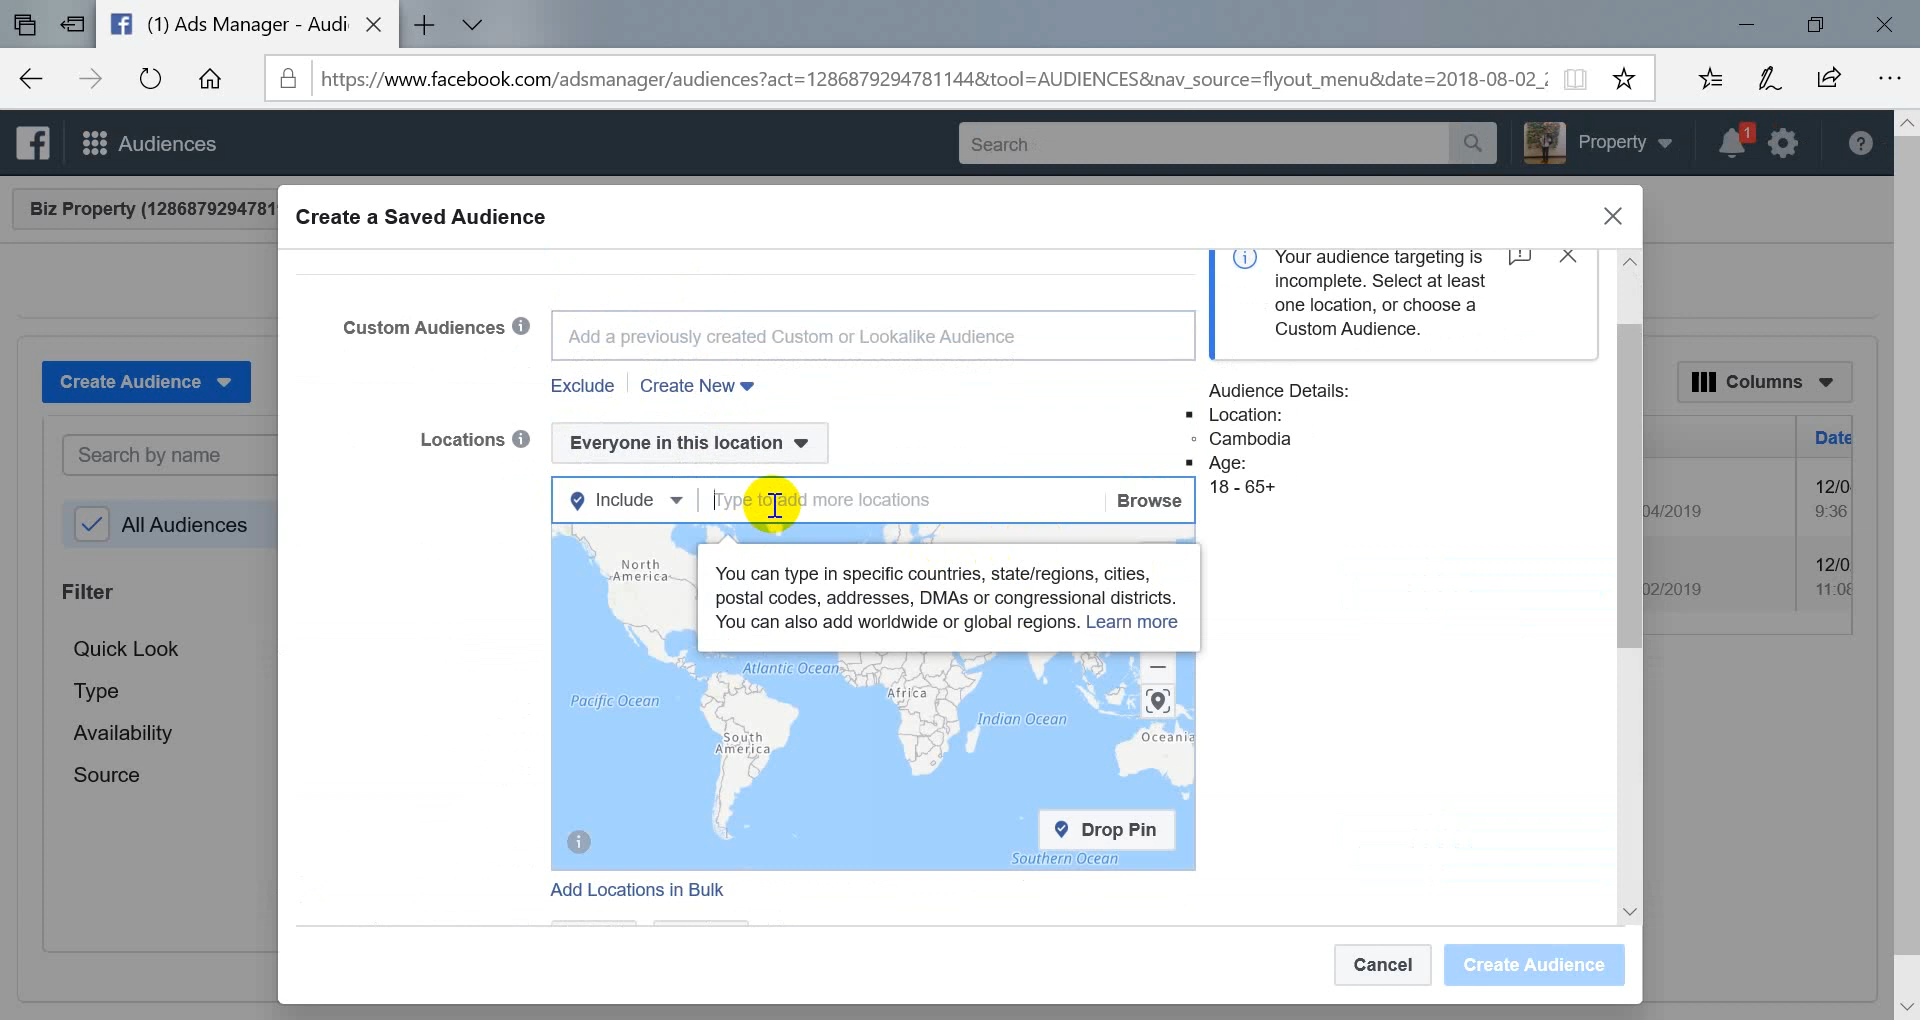 (1) Ads Manager - Audi
https://www.facebook.com/adsmanager/audiences?act=128687929478114&tool=AUDIENCES&nav_source=flyout_menu&date=2018-08-02_
Audiences
Search
Property
1
Biz Property (1286879294781
Create a Saved Audience
Your audience targeting is
incomplete. Select at least
one location, or choose a
Custom Audience.
Custom Audiences
Add a previously created Custom or Lookalike Audience
Exclude
Create New
Create Audience
Columns
Audience Details:
Location:
Cambodia
Age:
18 - 65+
Locations
Everyone in this location
Search by name
Include
Type to add more locations
Browse
Date
All Audiences
12/0
04/2019
9:36
You can type in specific countries, state/regions, cities,
postal codes, addresses, DMAs or congressional districts.
You can also add worldwide or global regions. Learn more
North
America
12/0
02/2019
11:08
Filter
Quick Look
Type
Availability
Source
Atlantic Ocean
Pacific Ocean
Africa
Indian Ocean
South
America
Oceania
Drop Pin
Southern Ocean
Add Locations in Bulk
Cancel
Create Audience